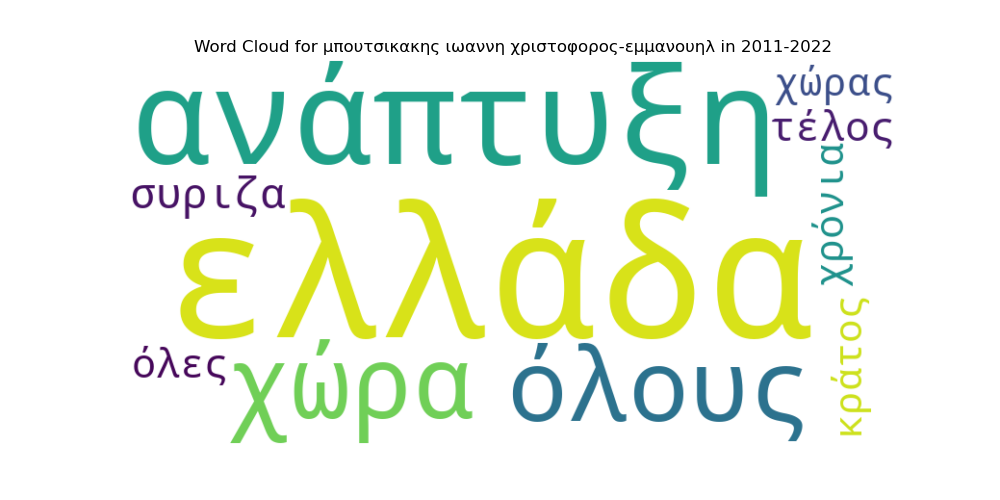 Word Cloud for μπουτσικακης ιωαννη χριστοφορος-εμμανουηλ in 2011-2022
ανάπτυξη
χώρας
τέλος
συριζα
χρόνια
ελλάδα
όλες
χώρα
όλους
κράτος